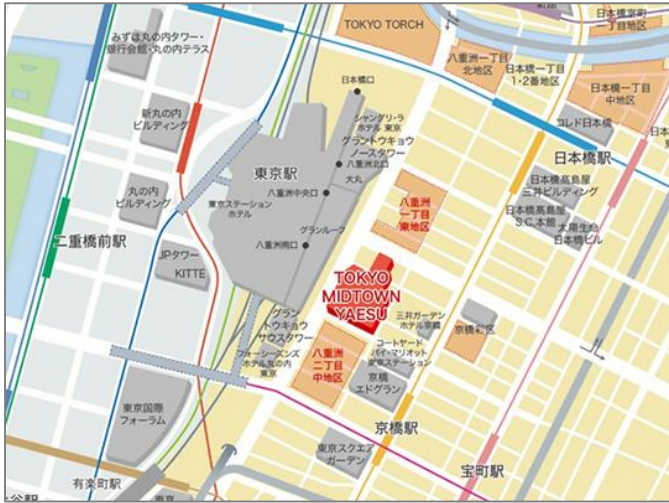 TOKYO TORCH
日本橋室町
一丁目地区
みずほ丸の内タワー・
銀行会館・丸の内テラス
八重洲一丁目
北地区
日本橋一丁目
1・2番地区
日本橋一丁目
中地区
日本橋口
新丸の内
ビルディング
シャングリ・ラ
ホテル 東京
グラントウキョウ
ノースタワー
コレド日本橋
日本橋駅
八重洲北口
東京駅
大丸
丸の内
ビルディング
八重洲中央口
東京ステーション
ホテル
八重洲
一丁目
東地区
日本橋髙島屋
三井ビルディング
日本橋髙島屋
S.C.本館
太陽生命
日本橋ビル
グランルーフ
二重橋前駅
八重洲南口
JPタワー
KITTE
TOKYO
MIDTOWN
YAESU
グラン
トウキョウ
サウスタワー
三井ガーデン
ホテル京橋
京橋彩区
フォーシーズンズ
ホテル丸の内
東京
八重洲
二丁目
中地区
コートヤード
バイ・マリオット
東京ステーション
京橋
エドグラン
東京国際
フォーラム
京橋駅
東京スクエア
ガーデン
宝町駅
有楽町駅